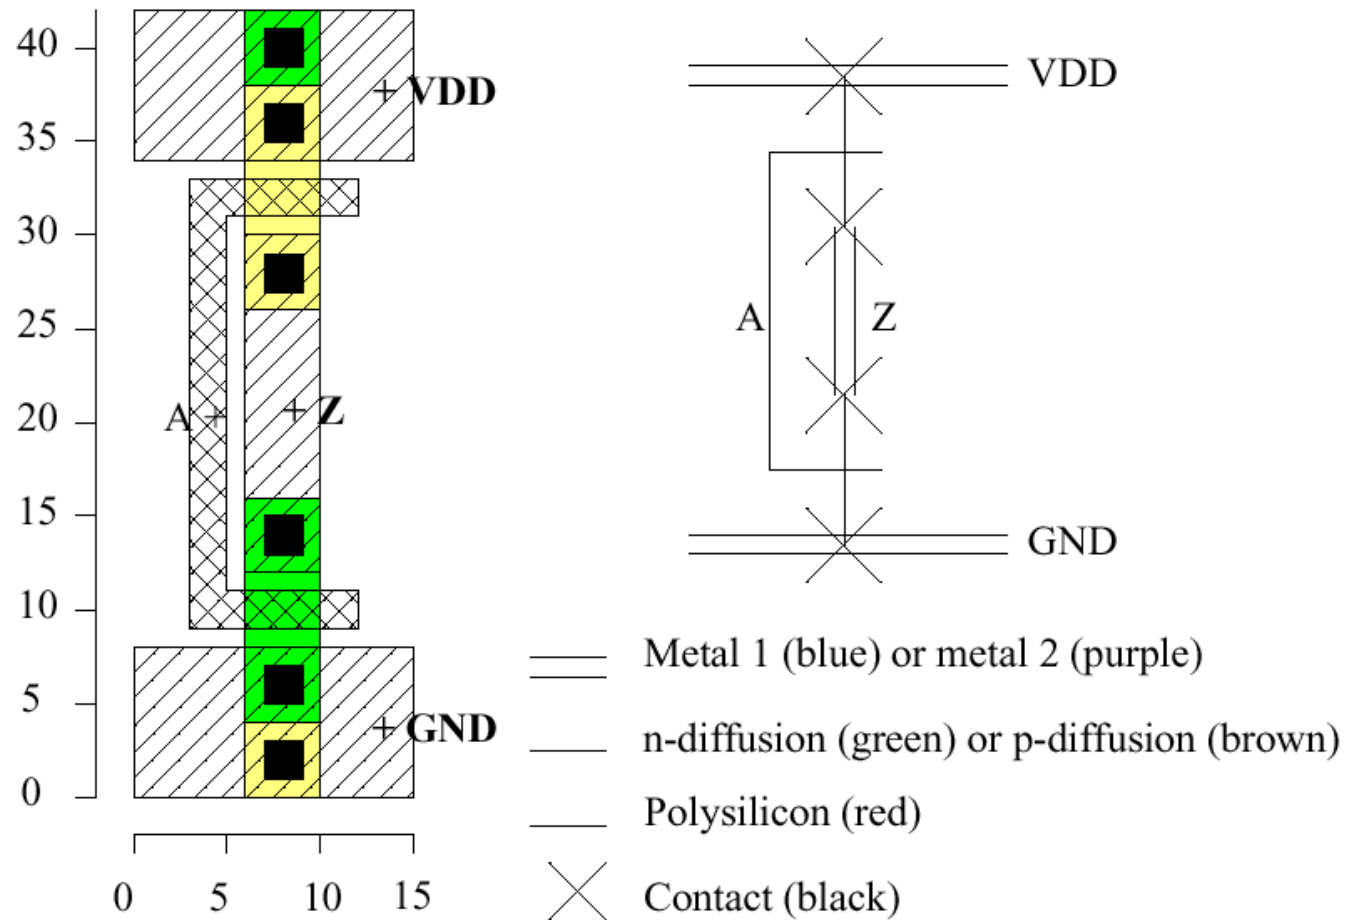 40
35
30
25
20
15
10
5
0
0 5 10 15
VDD
A
Z
GND
VDD
A
Z
GND
Metal 1 (blue) or metal 2 (purple)
n-diffusion (green) or p-diffusion (brown)
Polysilicon (red)
Contact (black)